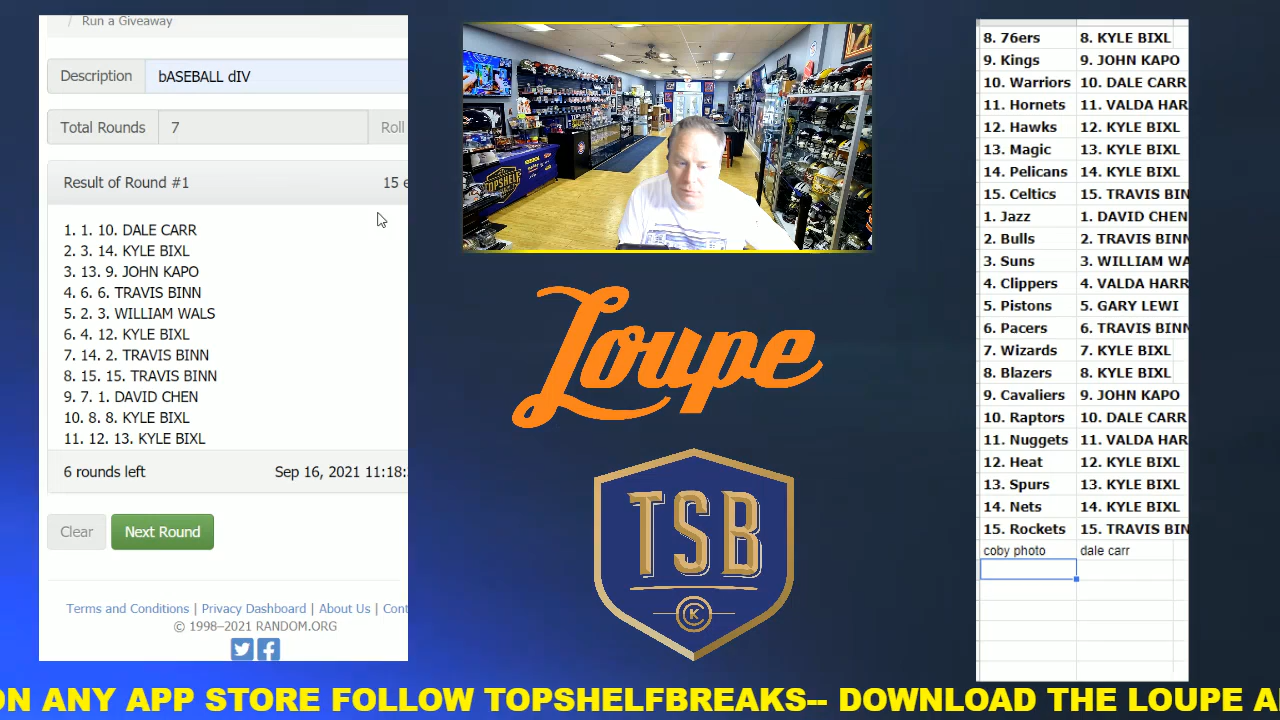 / Run a Giveaway
Description bASEBALL dIV
Total Rounds 7 Roll
Result of Round #1 15 e
1. 1. 10. DALE CARR
2. 3. 14. KYLE BIXL
3. 13. 9. JOHN KAPO
4. 6. 6. TRAVIS BINN
5. 2. 3. WILLIAM WALS
6. 4. 12. KYLE BIXL
7. 14. 2. TRAVIS BINN
8. 15. 15. TRAVIS BINN
9. 7. 1. DAVID CHEN
10. 8. 8. KYLE BIXL
11. 12. 13. KYLE BIXL
6 rounds left Sep 16, 2021 11:18:
Clear Next Round
Terms and Conditions | Privacy Dashboard | About Us | Cont
© 1998–2021 RANDOM.ORG
TOPSHELF
Loupe
TSB
CK
8. 76ers 8. KYLE BIXL
9. Kings 9. JOHN KAPO
10. Warriors 10. DALE CARR
11. Hornets 11. VALDA HAR
12. Hawks 12. KYLE BIXL
13. Magic 13. KYLE BIXL
14. Pelicans 14. KYLE BIXL
15. Celtics 15. TRAVIS BIN
1. Jazz 1. DAVID CHEN
2. Bulls 2. TRAVIS BINN
3. Suns 3. WILLIAM WA
4. Clippers 4. VALDA HARR
5. Pistons 5. GARY LEWI
6. Pacers 6. TRAVIS BINN
7. Wizards 7. KYLE BIXL
8. Blazers 8. KYLE BIXL
9. Cavaliers 9. JOHN KAPO
10. Raptors 10. DALE CARR
11. Nuggets 11. VALDA HAR
12. Heat 12. KYLE BIXL
13. Spurs 13. KYLE BIXL
14. Nets 14. KYLE BIXL
15. Rockets 15. TRAVIS BIN
coby photo dale carr
ON ANY APP STORE FOLLOW TOPSHELFBREAKS-- DOWNLOAD THE LOUPE A